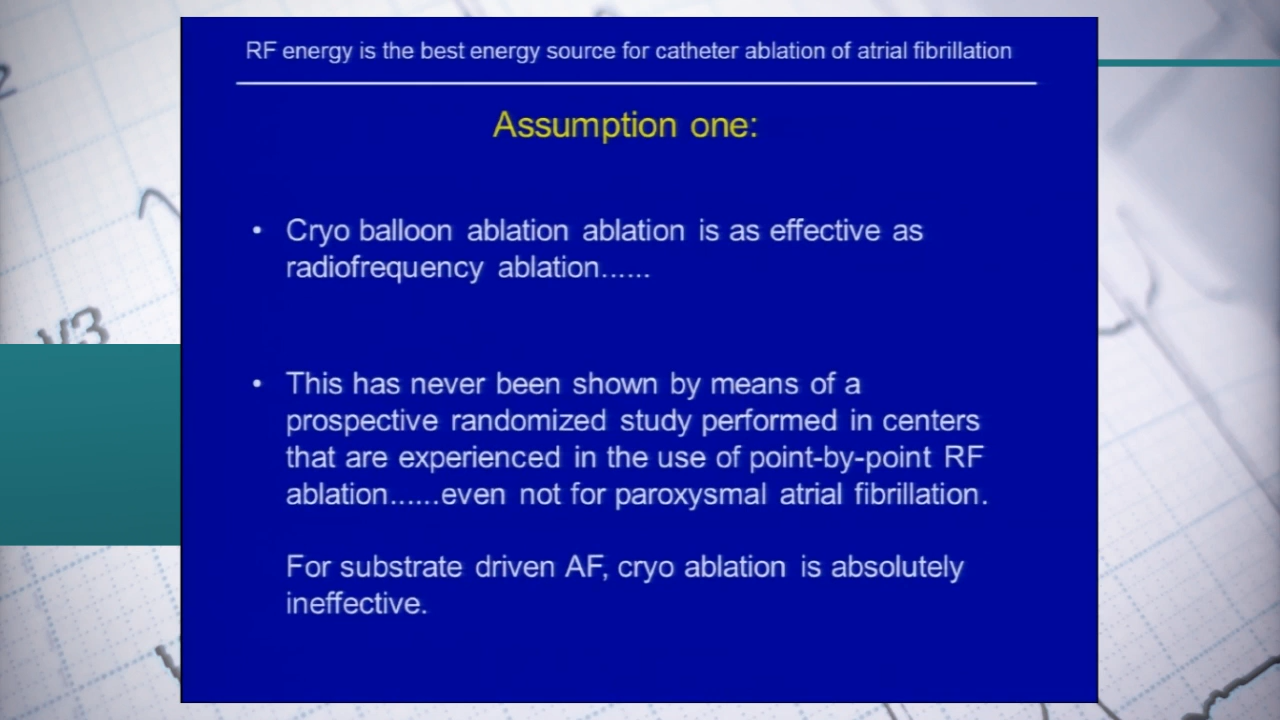 RF energy is the best energy source for catheter ablation of atrial fibrillation
Assumption one:
• Cryo balloon ablation ablation is as effective as
radiofrequency ablation......
• This has never been shown by means of a
prospective randomized study performed in centers
that are experienced in the use of point-by-point RF
ablation......even not for paroxysmal atrial fibrillation.
For substrate driven AF, cryo ablation is absolutely
ineffective.
V3
2